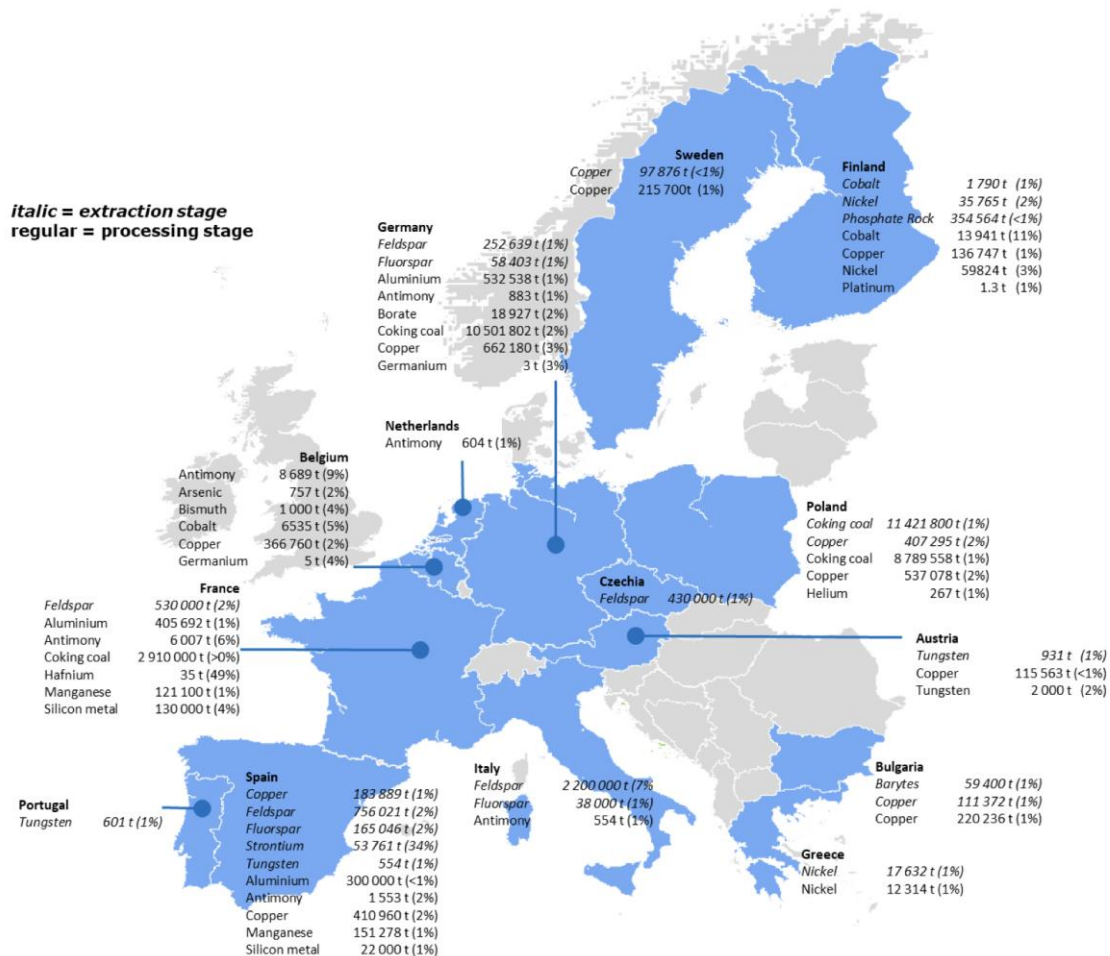 italic = extraction stage
regular = processing stage
Sweden
Copper 97 876 t (<1%)
Copper 215 700t (1%)
Finland
Cobalt 1 790 t (1%)
Nickel 35 765 t (2%)
Phosphate Rock 354 564 t (<1%)
Cobalt 13 941 t (11%)
Copper 136 747 t (1%)
Nickel 59824 t (3%)
Platinum 1.3 t (1%)
Germany
Feldspar 252 639 t (1%)
Fluorspar 58 403 t (1%)
Aluminium 532 538 t (1%)
Antimony 883 t (1%)
Borate 18 927 t (2%)
Coking coal 10 501 802 t (2%)
Copper 662 180 t (3%)
Germanium 3 t (3%)
Netherlands
Antimony 604 t (1%)
Belgium
Antimony 8 689 t (9%)
Arsenic 757 t (2%)
Bismuth 1 000 t (4%)
Cobalt 6535 t (5%)
Copper 366 760 t (2%)
Germanium 5 t (4%)
Poland
Coking coal 11 421 800 t (1%)
Copper 407 295 t (2%)
Coking coal 8 789 558 t (1%)
Copper 537 078 t (2%)
Helium 267 t (1%)
Czechia
Feldspar 430 000 t (1%)
France
Feldspar 530 000 t (2%)
Aluminium 405 692 t (1%)
Antimony 6 007 t (6%)
Coking coal 2 910 000 t (>0%)
Hafnium 35 t (49%)
Manganese 121 100 t (1%)
Silicon metal 130 000 t (4%)
Austria
Tungsten 931 t (1%)
Copper 115 563 t (<1%)
Tungsten 2 000 t (2%)
Portugal
Tungsten 601 t (1%)
Spain
Copper 183 889 t (1%)
Feldspar 756 021 t (2%)
Fluorspar 165 046 t (2%)
Strontium 53 761 t (34%)
Tungsten 554 t (1%)
Aluminium 300 000 t (<1%)
Antimony 1 553 t (2%)
Copper 410 960 t (2%)
Manganese 151 278 t (1%)
Silicon metal 22 000 t (1%)
Italy
Feldspar 2 200 000 t (7%
Fluorspar 38 000 t (1%)
Antimony 554 t (1%)
Bulgaria
Barytes 59 400 t (1%)
Copper 111 372 t (1%)
Copper 220 236 t (1%)
Greece
Nickel 17 632 t (1%)
Nickel 12 314 t (1%)